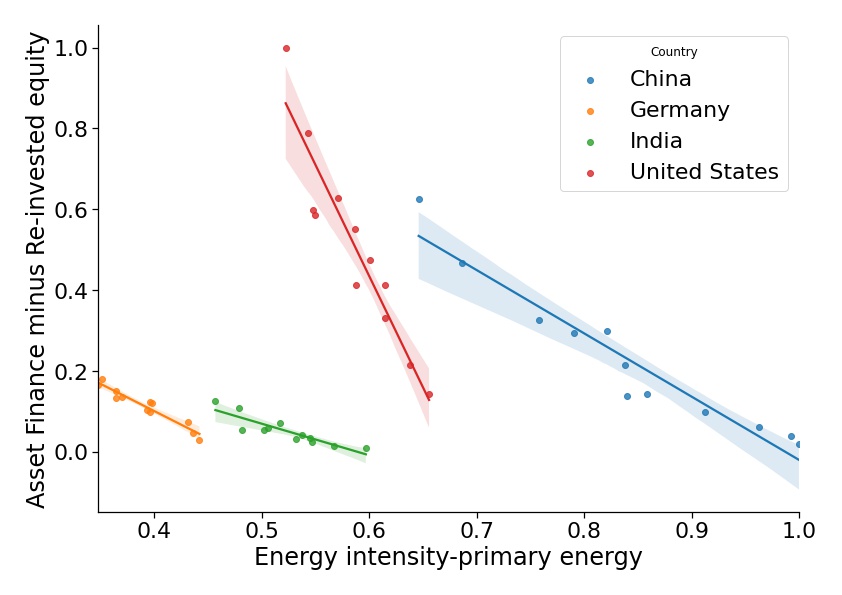 Asset Finance minus Re-invested equity
1.0
0.8
0.6
0.4
0.2
0.0
Country
China
Germany
India
United States
0.4 0.5 0.6 0.7 0.8 0.9 1.0
Energy intensity-primary energy